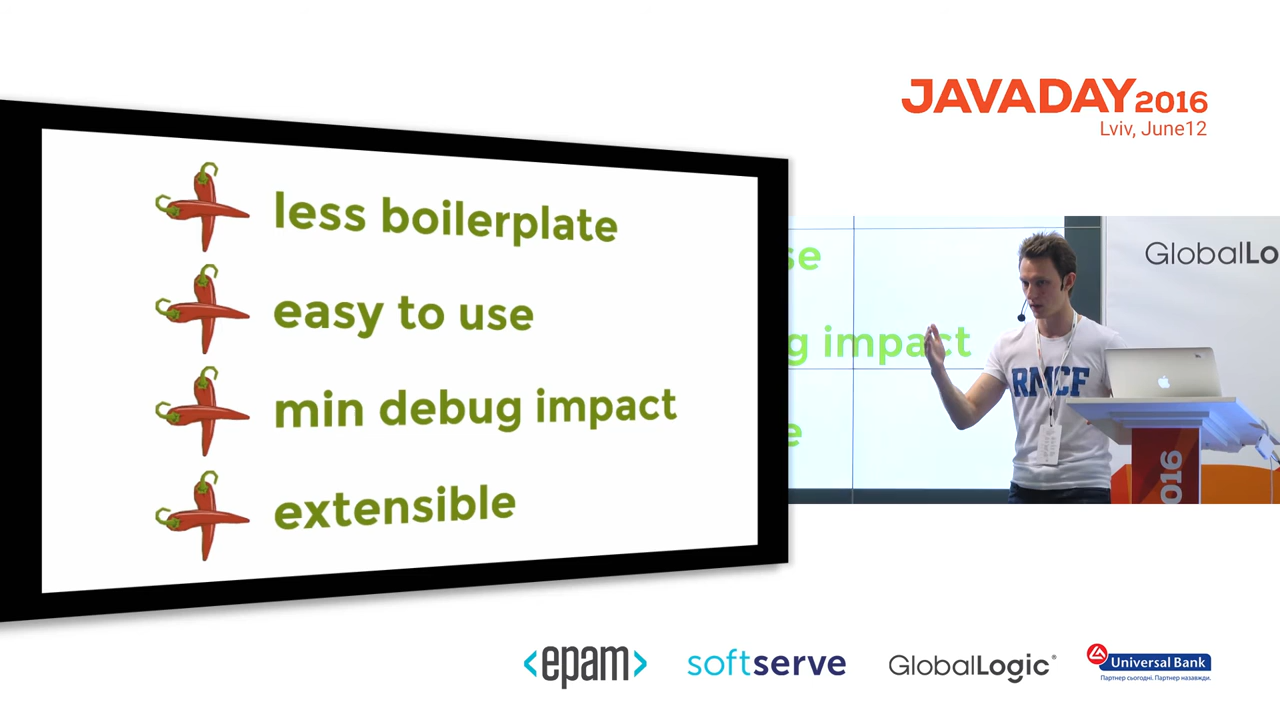 JAVADAY2016
Lviv, June12
less boilerplate
easy to use
min debug impact
extensible
se
g impact
e
GlobalLo
RMCF
2016
<epam>
softserve
GlobalLogic®
Universal Bank
Партнер сьогодні. Партнер назавжди.